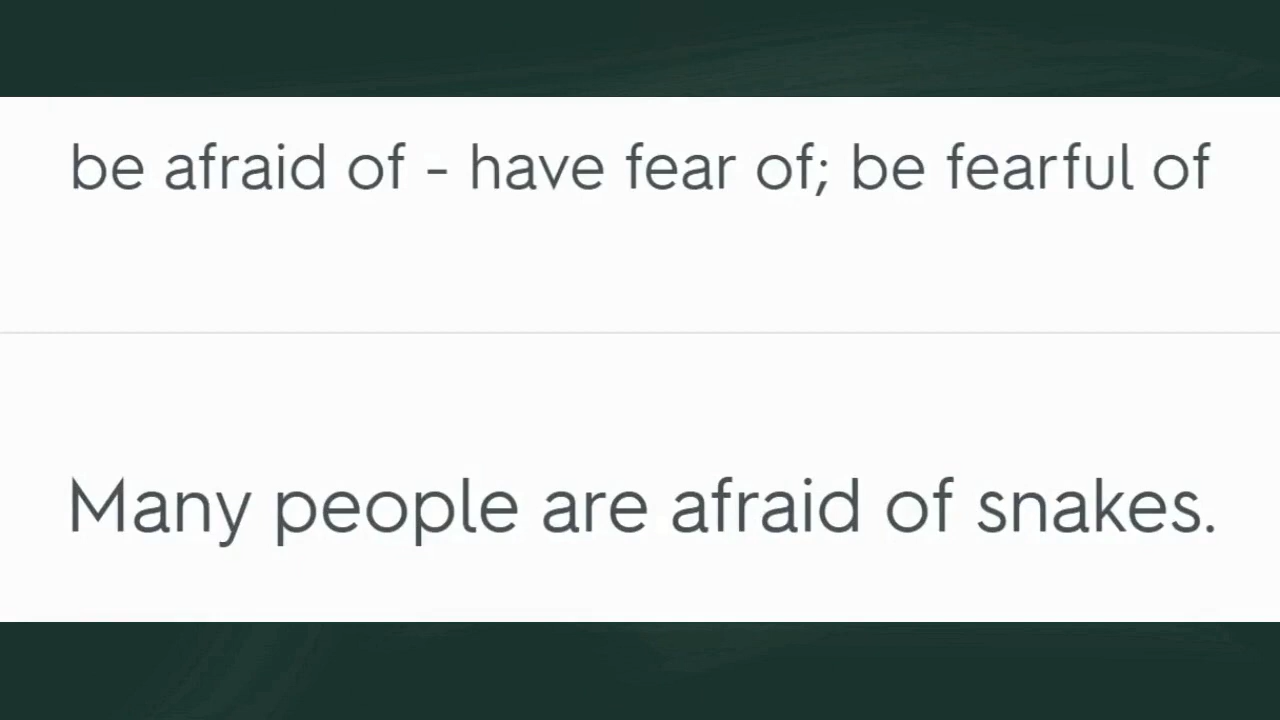 be afraid of - have fear of; be fearful of
Many people are afraid of snakes.